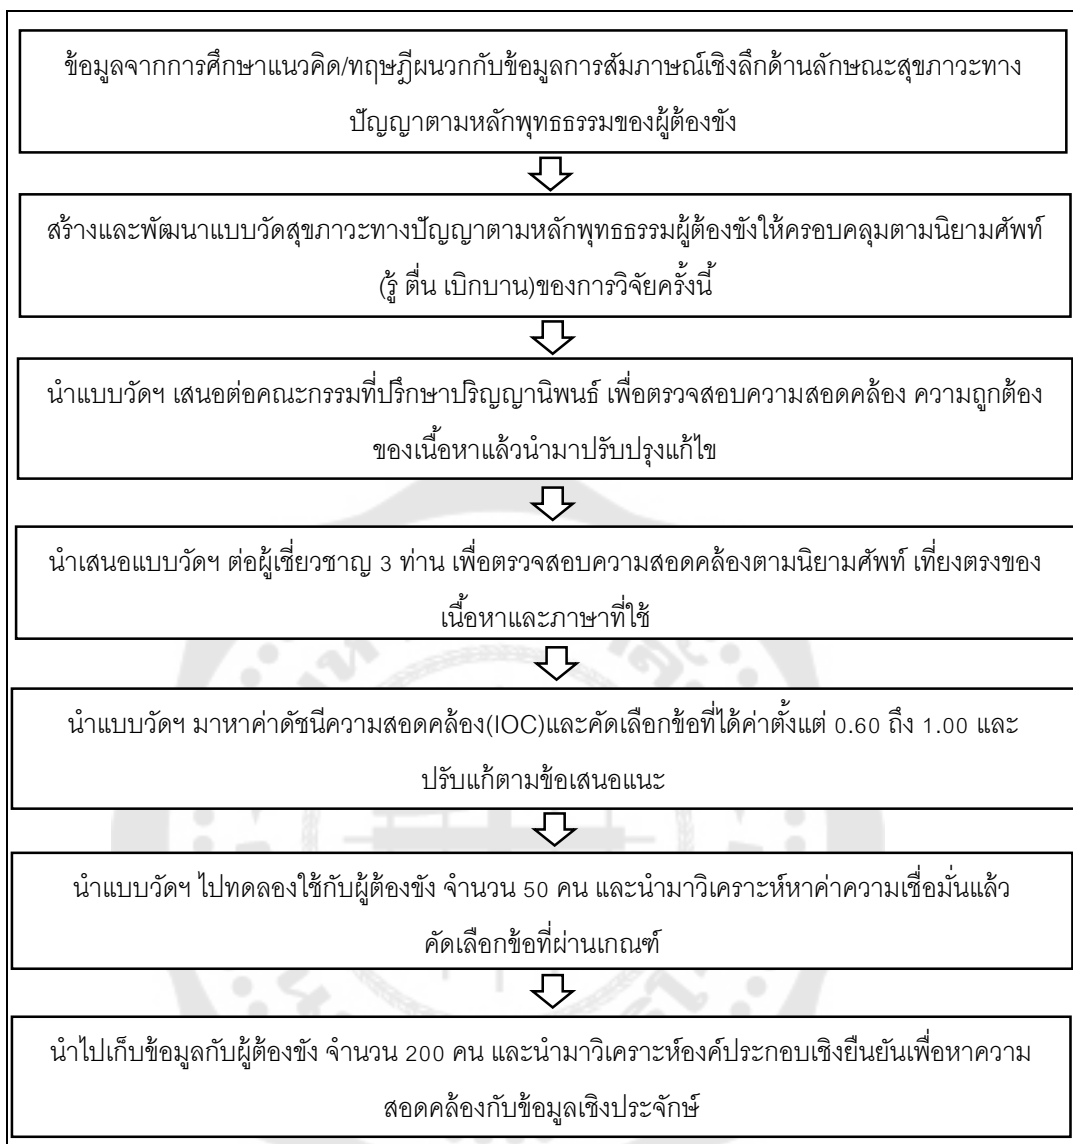 ข้อมูลจากการศึกษาแนวคิด/ทฤษฎีผนวกกับข้อมูลการสัมภาษณ์เชิงลึกด้านลักษณะสุขภาวะทาง
ปัญญาตามหลักพุทธธรรมของผู้ต้องขัง
สร้างและพัฒนาแบบวัดสุขภาวะทางปัญญาตามหลักพุทธธรรมผู้ต้องขังให้ครอบคลุมตามนิยามศัพท์
(รู้ ตื่น เบิกบาน)ของการวิจัยครั้งนี้
นำแบบวัดฯ เสนอต่อคณะกรรมที่ปรึกษาปริญญานิพนธ์ เพื่อตรวจสอบความสอดคล้อง ความถูกต้อง
ของเนื้อหาแล้วนำมาปรับปรุงแก้ไข
นำเสนอแบบวัดฯ ต่อผู้เชี่ยวชาญ 3 ท่าน เพื่อตรวจสอบความสอดคล้องตามนิยามศัพท์ เที่ยงตรงของ
เนื้อหาและภาษาที่ใช้
นำแบบวัดฯ มาหาค่าดัชนีความสอดคล้อง(IOC)และคัดเลือกข้อที่ได้ค่าตั้งแต่ 0.60 ถึง 1.00 และ
ปรับแก้ตามข้อเสนอแนะ
นำแบบวัดฯ ไปทดลองใช้กับผู้ต้องขัง จำนวน 50 คน และนำมาวิเคราะห์หาค่าความเชื่อมั่นแล้ว
คัดเลือกข้อที่ผ่านเกณฑ์
นำไปเก็บข้อมูลกับผู้ต้องขัง จำนวน 200 คน และนำมาวิเคราะห์องค์ประกอบเชิงยืนยันเพื่อหาความ
สอดคล้องกับข้อมูลเชิงประจักษ์